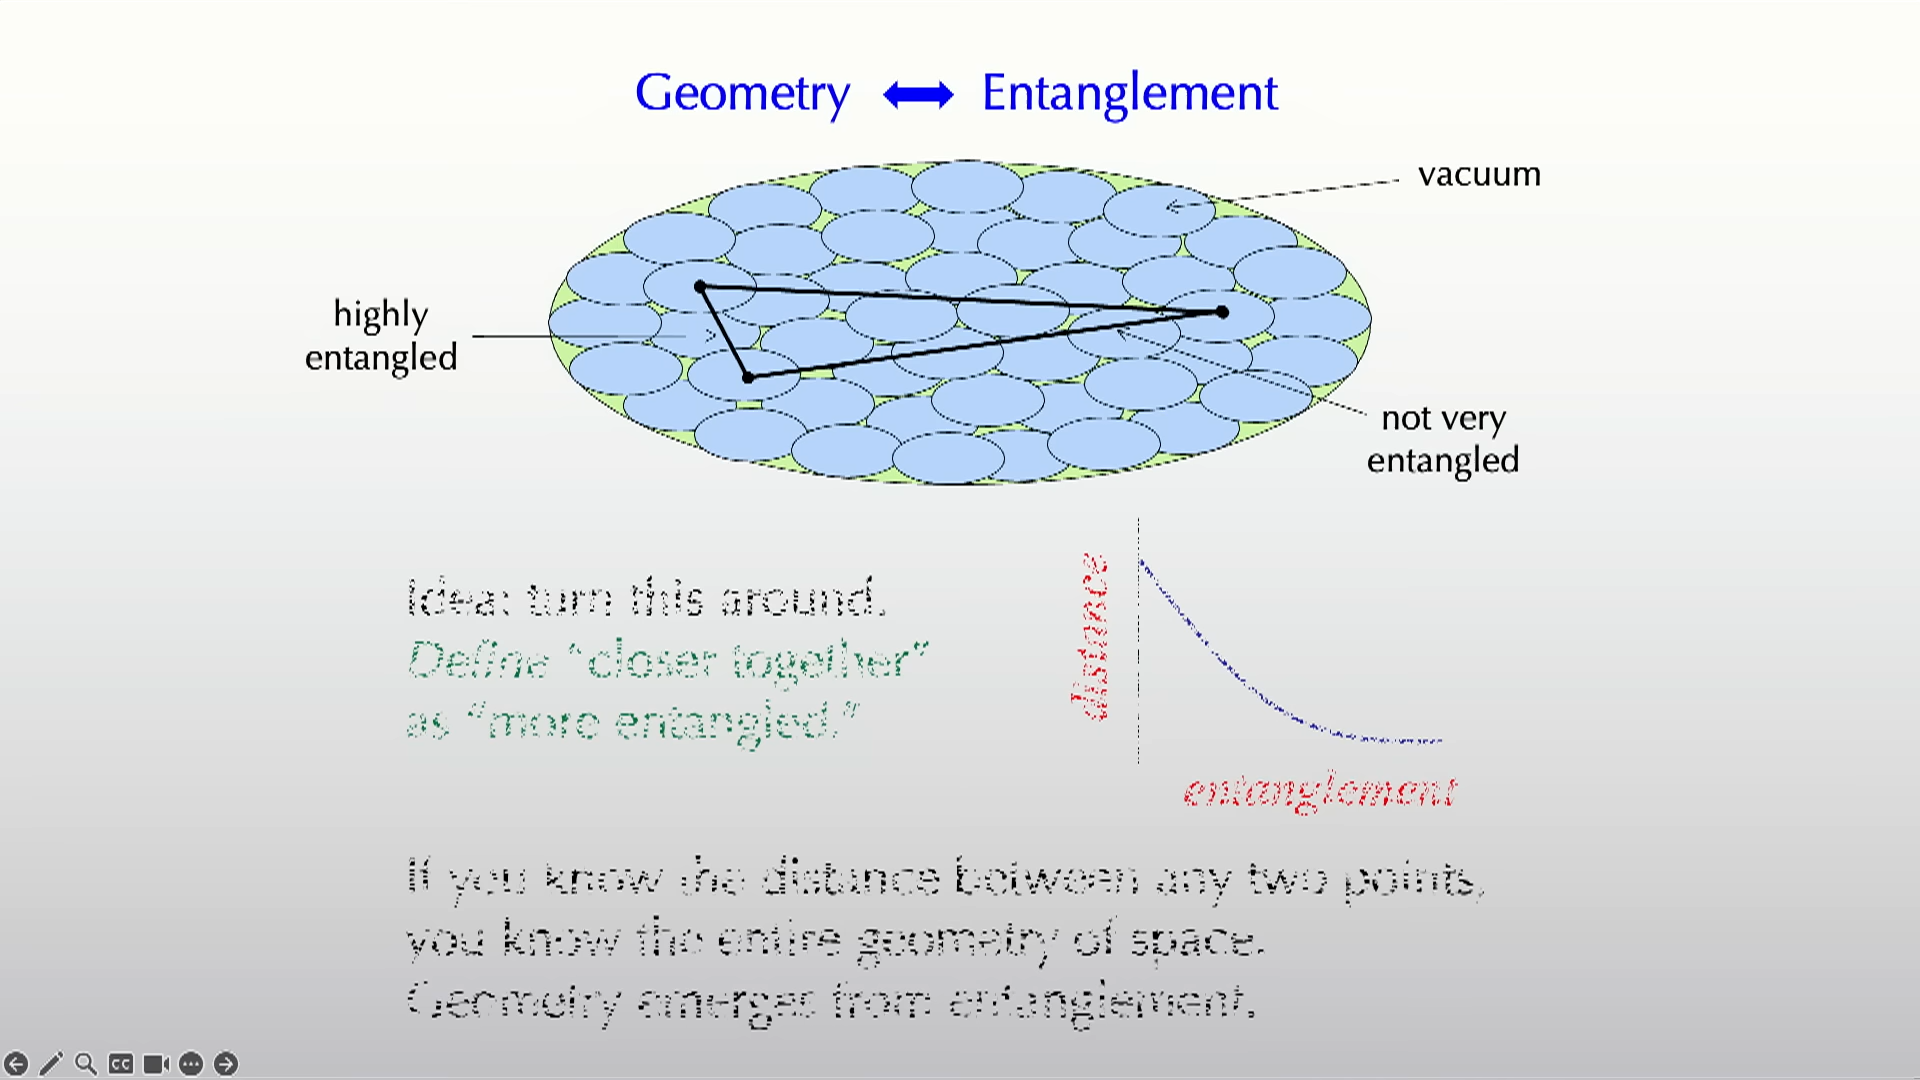 Geometry ↔ Entanglement
vacuum
highly
entangled
not very
entangled
Idea: turn this around.
Define “closer together”
as “more entangled.”
distance
entanglement
If you know the distance between any two points,
you know the entire geometry of space.
Geometry emerges from entanglement.
CC